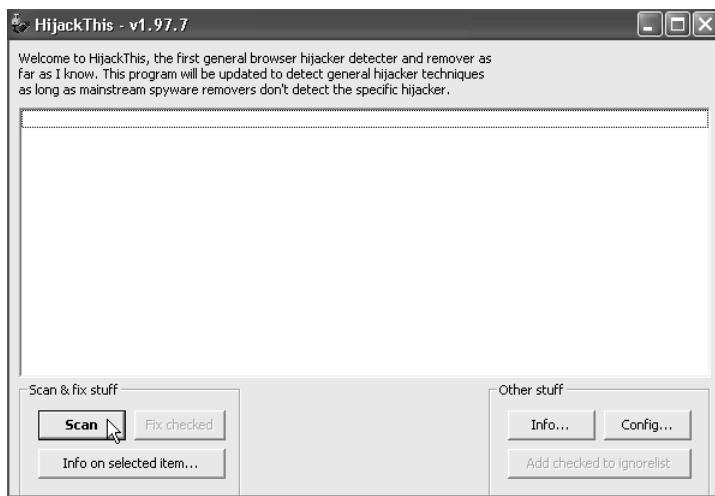 HijackThis - v1.97.7
Welcome to HijackThis, the first general browser hijacker detecter and remover as
far as I know. This program will be updated to detect general hijacker techniques
as long as mainstream spyware removers don't detect the specific hijacker.
Scan & fix stuff
Scan
Fix checked
Info on selected item...
Other stuff
Info...
Config...
Add checked to ignorelist